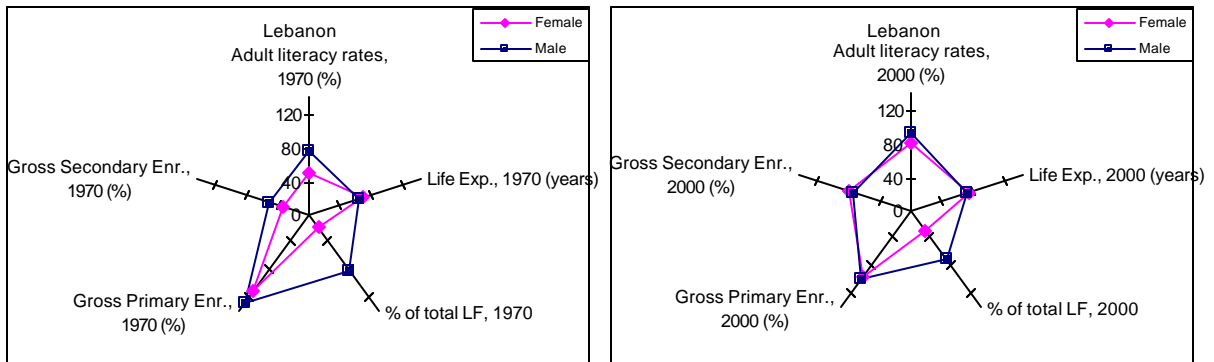 Lebanon
Female
Male
Adult literacy rates,
1970 (%)
120
80
40
0
Gross Secondary Enr.,
1970 (%)
Life Exp., 1970 (years)
Gross Primary Enr.,
1970 (%)
% of total LF, 1970
Lebanon
Female
Male
Adult literacy rates,
2000 (%)
120
80
40
0
Gross Secondary Enr.,
2000 (%)
Life Exp., 2000 (years)
Gross Primary Enr.,
2000 (%)
% of total LF, 2000